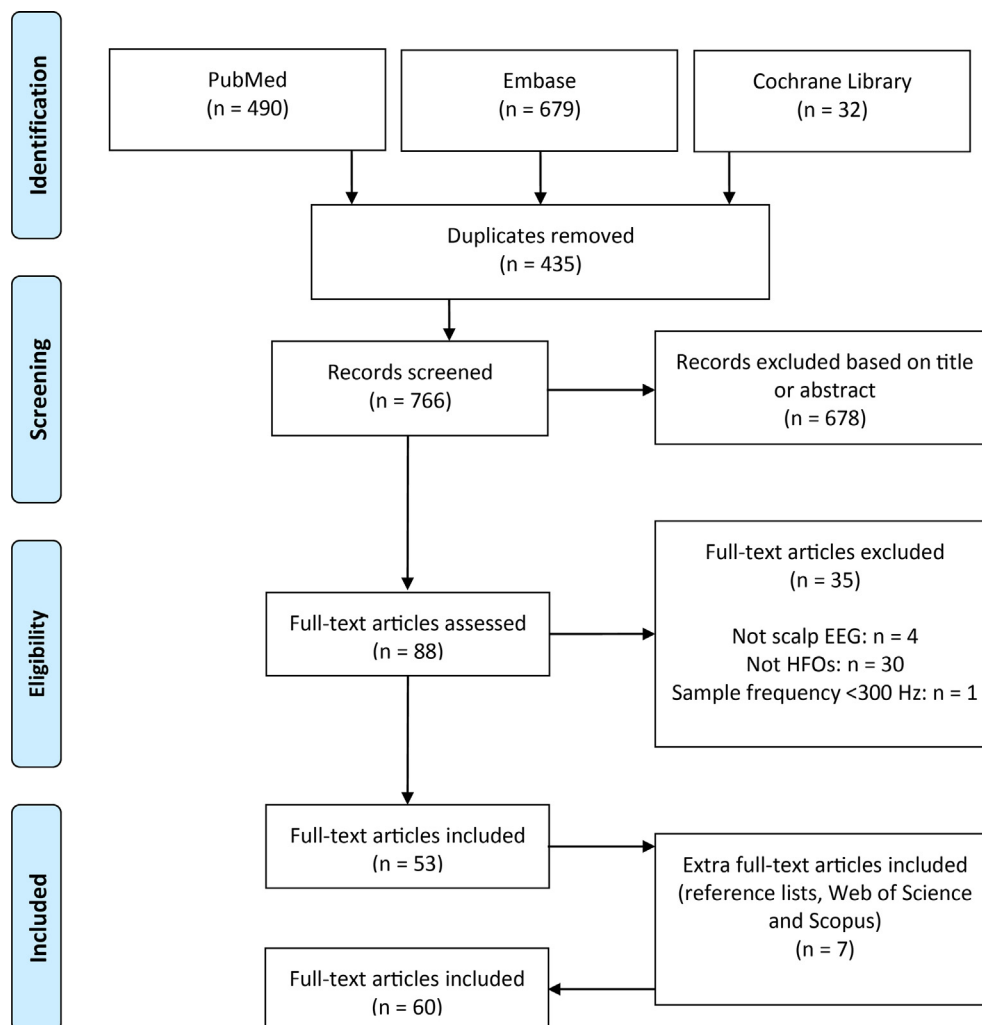 Identification
PubMed
(n = 490)
Embase
(n = 679)
Cochrane Library
(n = 32)
Duplicates removed
(n = 435)
Screening
Records screened
(n = 766)
Records excluded based on title
or abstract
(n = 678)
Eligibility
Full-text articles assessed
(n = 88)
Full-text articles excluded
(n = 35)
Not scalp EEG: n = 4
Not HFOs: n = 30
Sample frequency <300 Hz: n = 1
Included
Full-text articles included
(n = 53)
Extra full-text articles included
(reference lists, Web of Science
and Scopus)
(n = 7)
Full-text articles included
(n = 60)